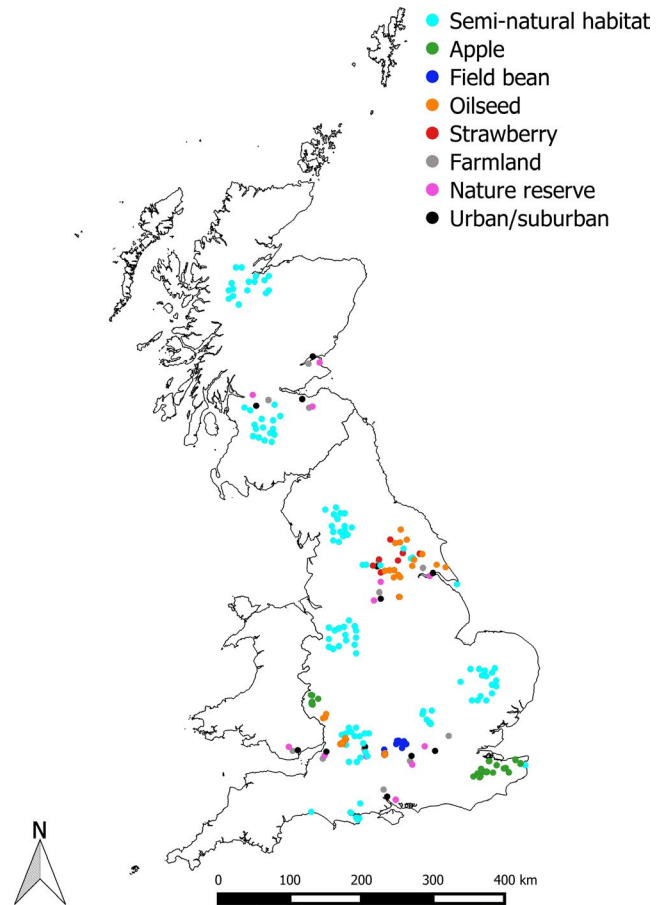 Semi-natural habitat
Apple
Field bean
Oilseed
Strawberry
Farmland
Nature reserve
Urban/suburban
N
0 100 200 300 400 km